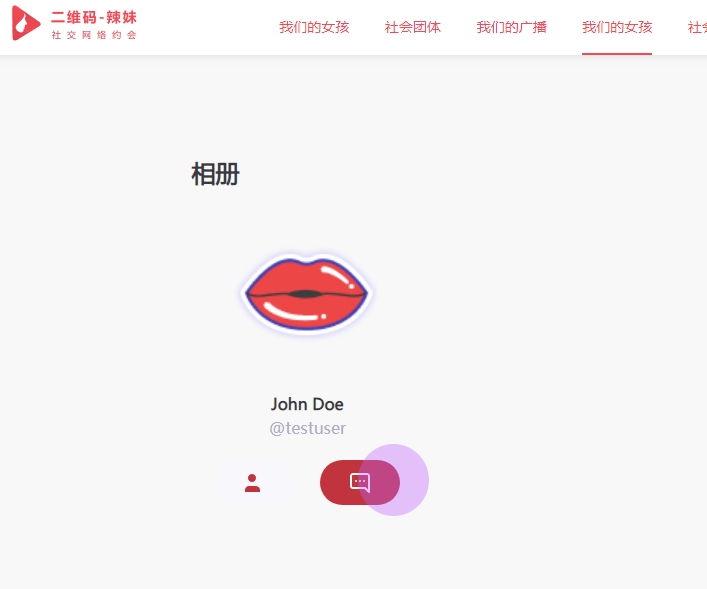 二维码-辣妹
社交网络约会
我们的女孩 社会团体 我们的广播 我们的女孩 社
相册
John Doe
@testuser